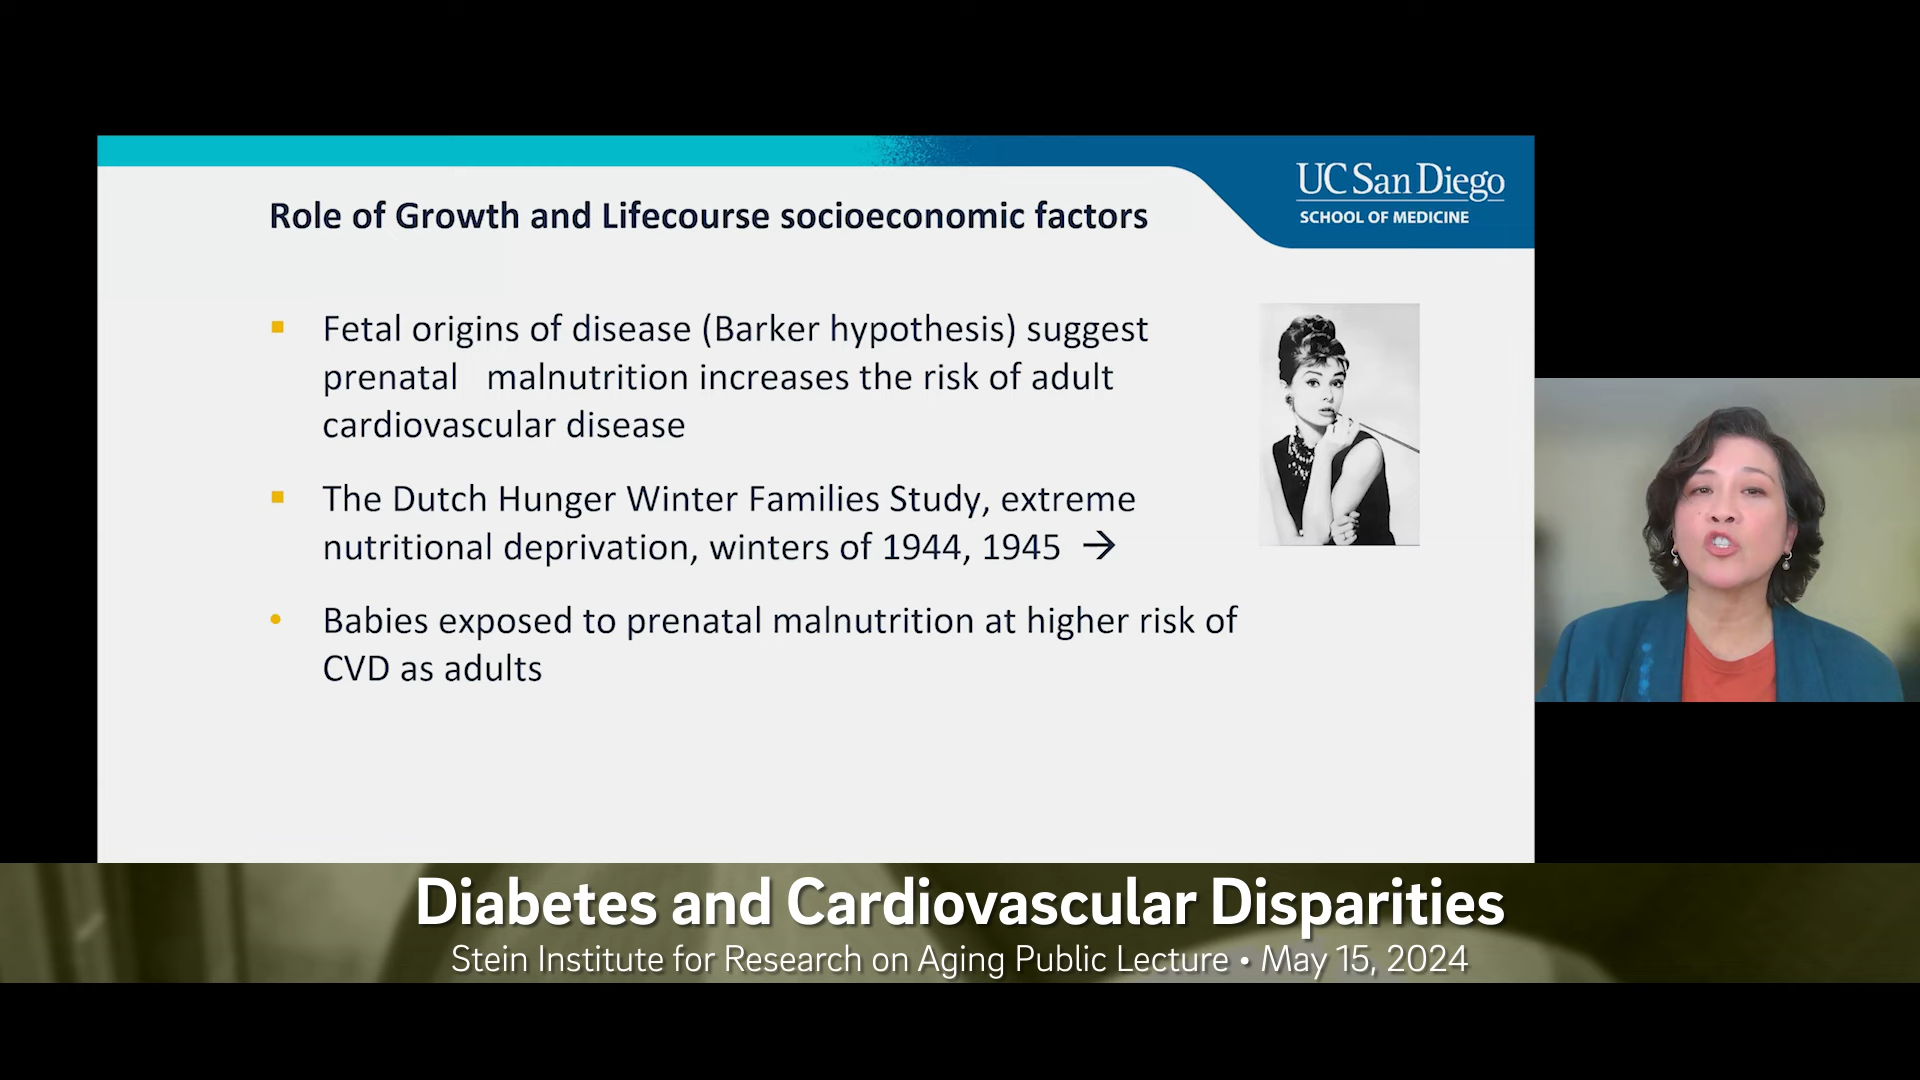 UC San Diego
SCHOOL OF MEDICINE
Role of Growth and Lifecourse socioeconomic factors
Fetal origins of disease (Barker hypothesis) suggest
prenatal malnutrition increases the risk of adult
cardiovascular disease
The Dutch Hunger Winter Families Study, extreme
nutritional deprivation, winters of 1944, 1945 →
Babies exposed to prenatal malnutrition at higher risk of
CVD as adults
Diabetes and Cardiovascular Disparities
Stein Institute for Research on Aging Public Lecture • May 15, 2024